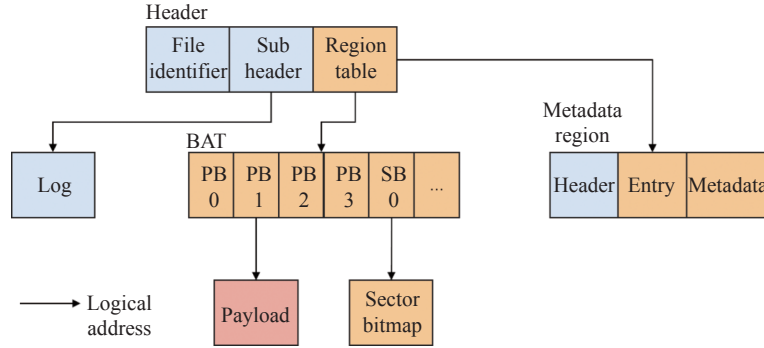 Header
File identifier
Sub header
Region table
Log
BAT
PB 0
PB 1
PB 2
PB 3
SB 0
...
Metadata region
Header
Entry
Metadata
Payload
Sector bitmap
Logical address